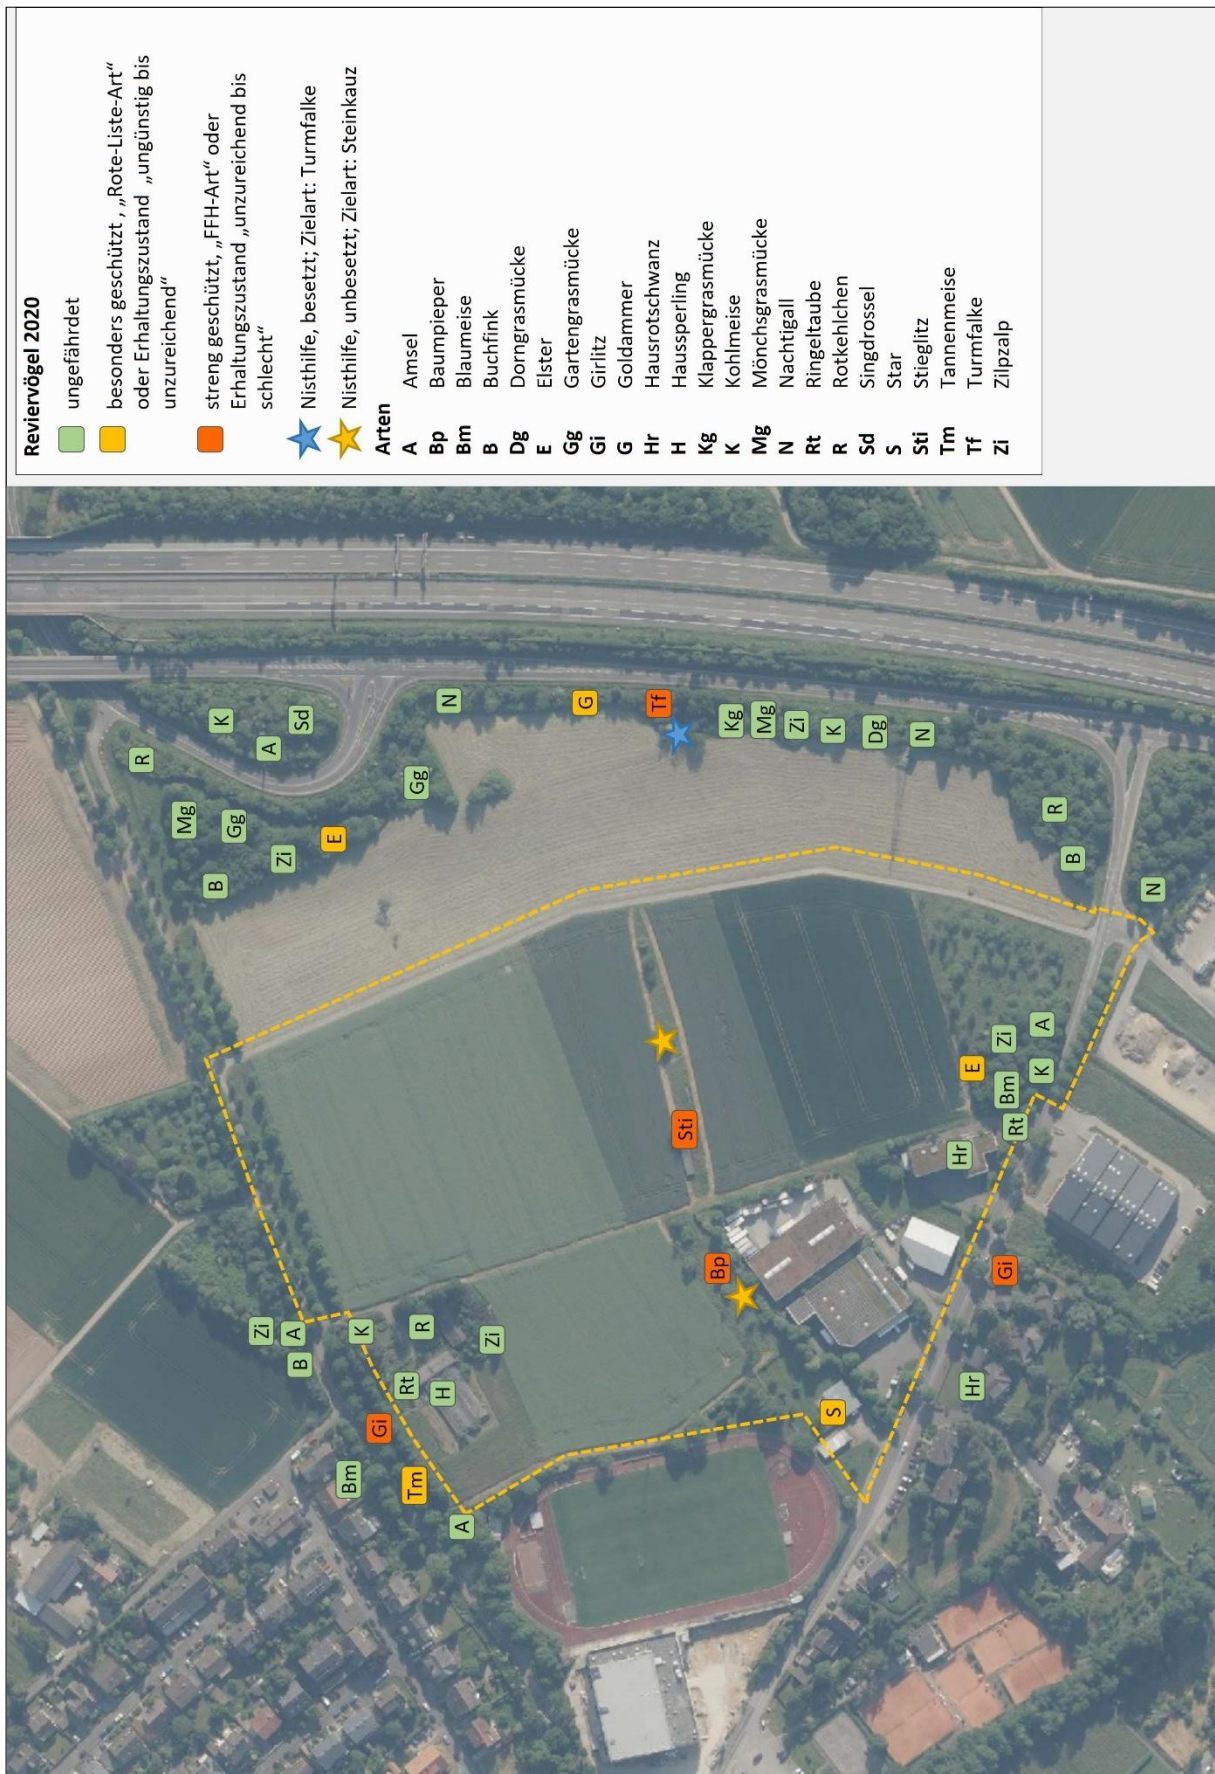 Reviervögel 2020
ungefährdet
besonders geschützt , „Rote-Liste-Art“
oder Erhaltungszustand „ungünstig bis
unzureichend“
streng geschützt, „FFH-Art“ oder
Erhaltungszustand „unzureichend bis
schlecht“
Nisthilfe, besetzt; Zielart: Turmfalke
Nisthilfe, unbesetzt; Zielart: Steinkauz
Arten
A Amsel
Bp Baumpieper
Bm Blaumeise
B Buchfink
Dg Dorngrasmücke
E Elster
Gg Gartengrasmücke
Gi Girlitz
G Goldammer
Hr Hausrotschwanz
H Haussperling
Kg Klappergrasmücke
K Kohlmeise
Mg Mönchsgrasmücke
N Nachtigall
Rt Ringeltaube
R Rotkehlchen
Sd Singdrossel
S Star
Sti Stieglitz
Tm Tannenmeise
Tf Turmfalke
Zi Zilpzalp
R
Mg
B
K
Gg
Zi
A
Sd
E
Zi
A
B
Bm
K
Gi
Rt
Tm
Gg
R
H
N
A
Zi
G
Tf
Sti
Bp
Kg
Mg
Zi
S
K
Dg
N
Hr
Hr
E
Zi
Gi
Bm
Rt
K
A
R
B
N